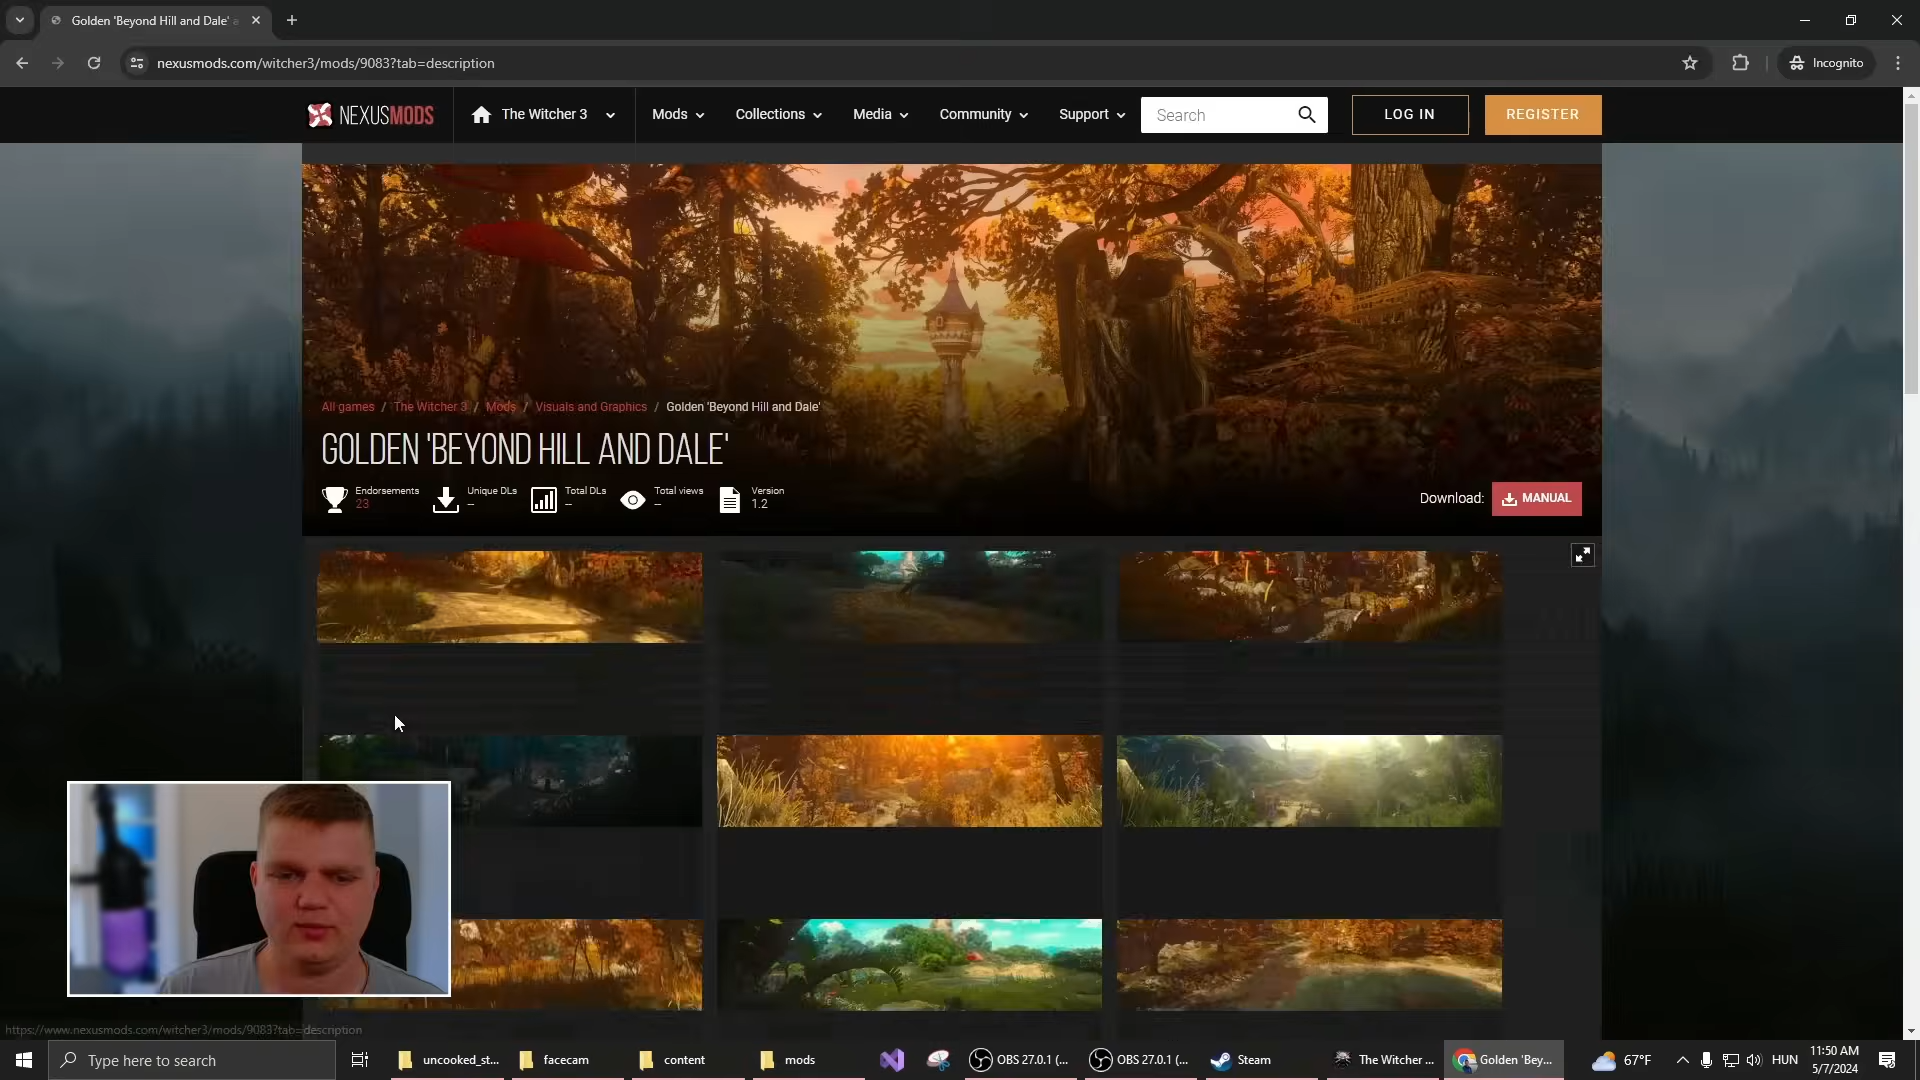 Golden 'Beyond Hill and Dale' a
nexusmods.com/witcher3/mods/9083?tab=description
Incognito
NEXUSMODS
The Witcher 3
Mods
Collections
Media
Community
Support
Search
LOG IN
REGISTER
All games / The Witcher 3 / Mods / Visuals and Graphics / Golden 'Beyond Hill and Dale'
GOLDEN 'BEYOND HILL AND DALE'
Endorsements
23
Unique DLs
--
Total DLs
--
Total views
--
Version
1.2
Download:
MANUAL
https://www.nexusmods.com/witcher3/mods/9083?tab=description
Type here to search
uncooked_st...
facecam
content
mods
OBS 27.0.1 (...
OBS 27.0.1 (...
Steam
The Witcher ...
Golden 'Bey...
67°F
HUN
11:50 AM
5/7/2024